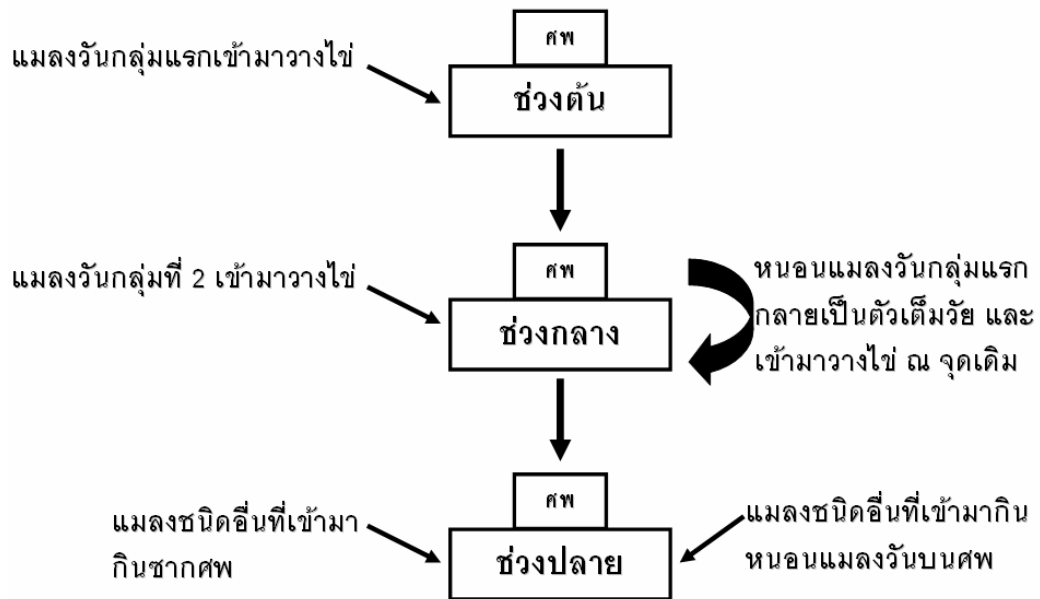 ศพ
แมลงวันกลุ่มแรกเข้ามาวางไข่
ช่วงต้น
แมลงวันกลุ่มที่ 2 เข้ามาวางไข่
ศพ
ช่วงกลาง
หนอนแมลงวันกลุ่มแรก
กลายเป็นตัวเต็มวัย และ
เข้ามาวางไข่ ณ จุดเดิม
ศพ
แมลงชนิดอื่นที่เข้ามา
กินซากศพ
ช่วงปลาย
แมลงชนิดอื่นที่เข้ามากิน
หนอนแมลงวันบนศพ